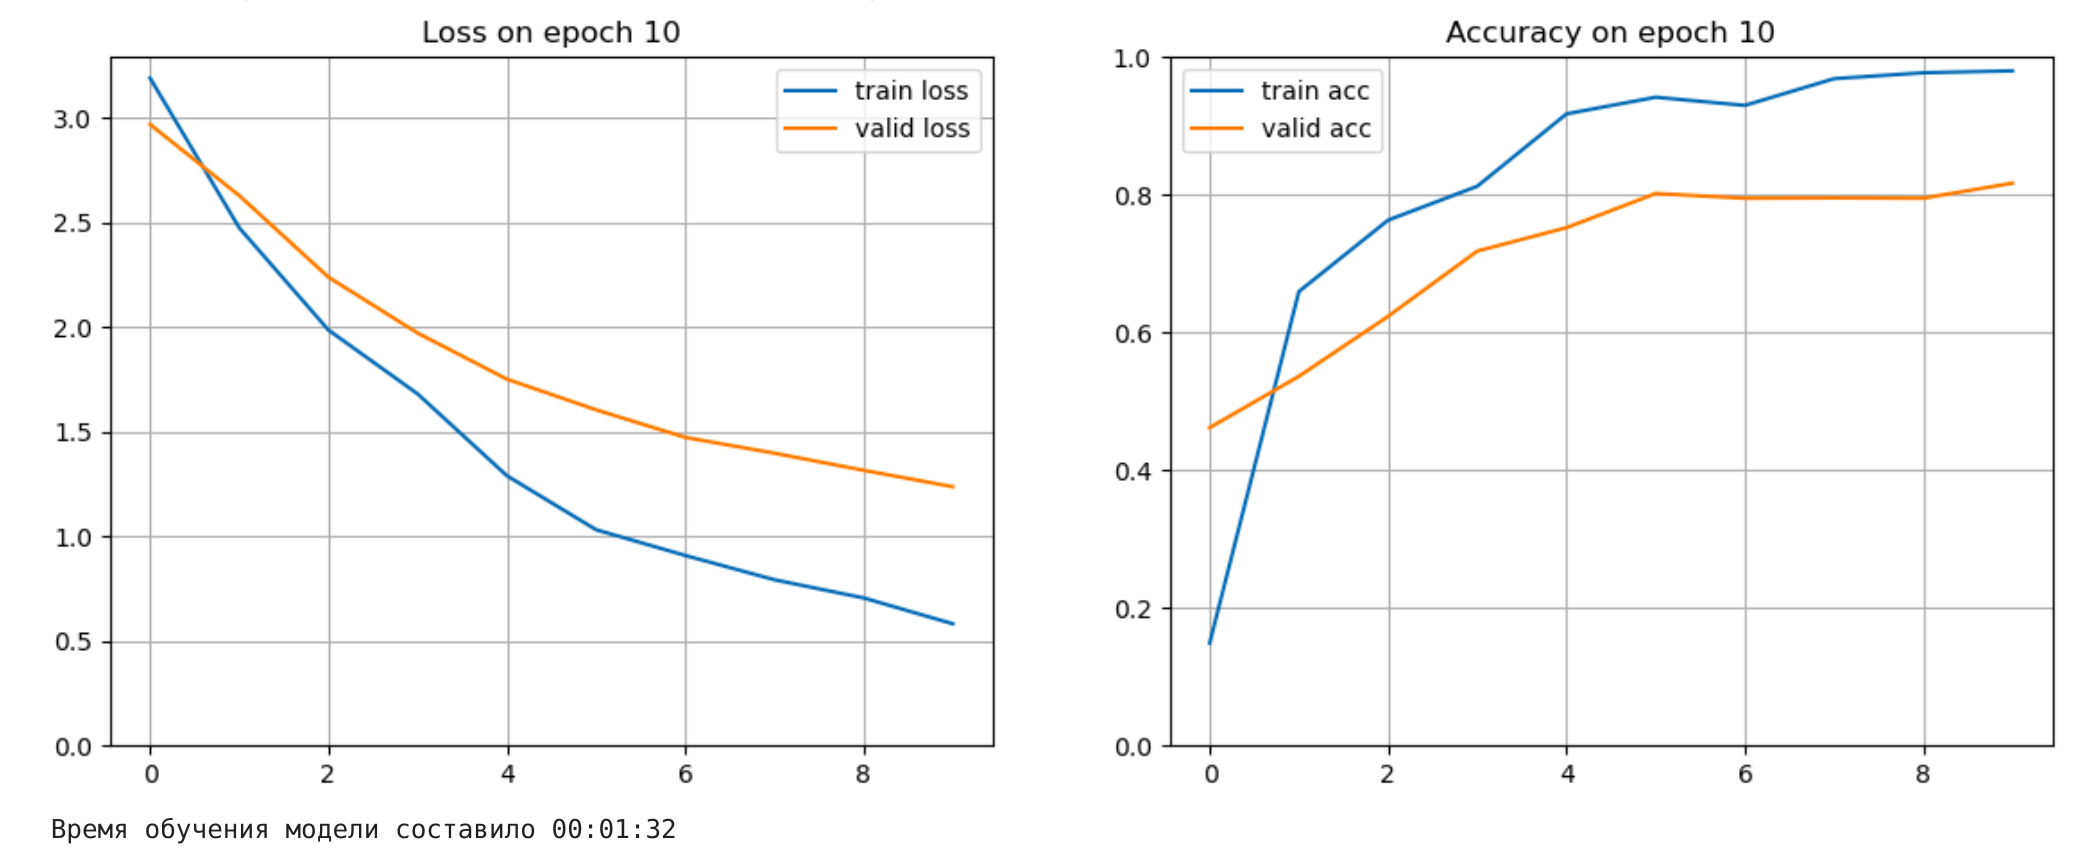 Loss on epoch 10
3.0
2.5
2.0
1.5
1.0
0.5
0.0
0 2 4 6 8
train loss
valid loss
Accuracy on epoch 10
1.0
0.8
0.6
0.4
0.2
0.0
0 2 4 6 8
train acc
valid acc
Время обучения модели составило 00:01:32